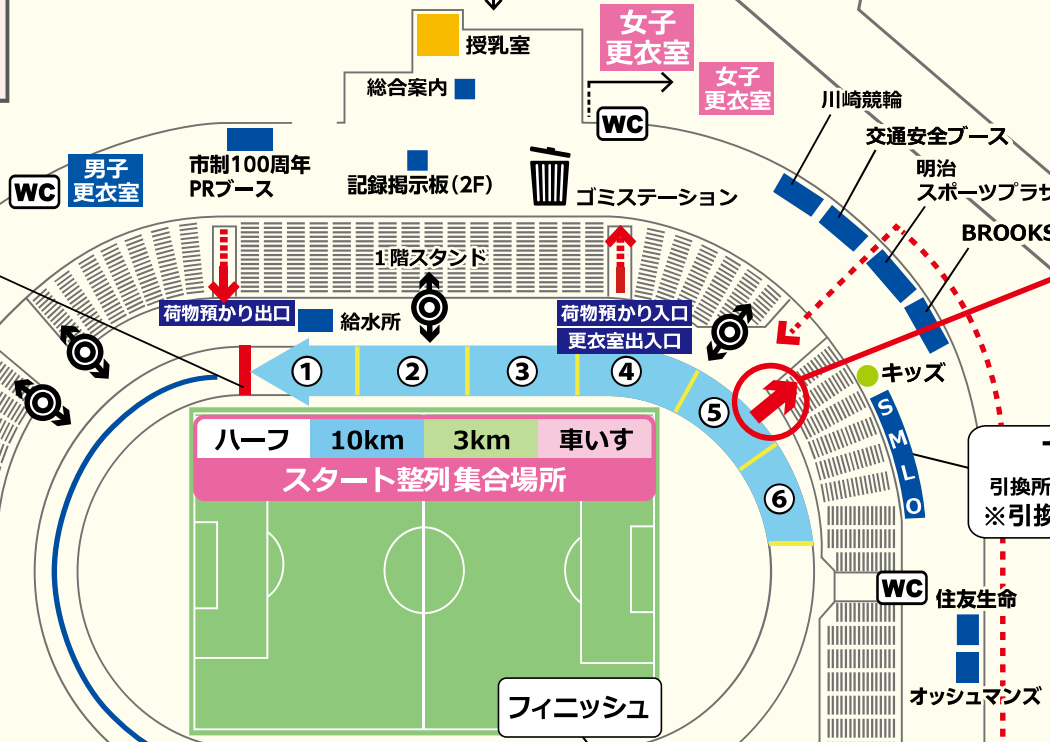 女子
更衣室
授乳室
総合案内
女子
更衣室
川崎競輪
WC
交通安全ブース
男子
更衣室
市制100周年
PRブース
明治
スポーツプラザ
記録掲示板(2F)
WC
ゴミステーション
BROOKS
1階スタンド
荷物預かり出口
給水所
荷物預かり入口
更衣室出入口
① ② ③ ④
キッズ
⑤
S
M
L
O
ハーフ 10km 3km 車いす
スタート整列集合場所
引換所
※引換
⑥
WC
住友生命
オッシュマンズ
フィニッシュ